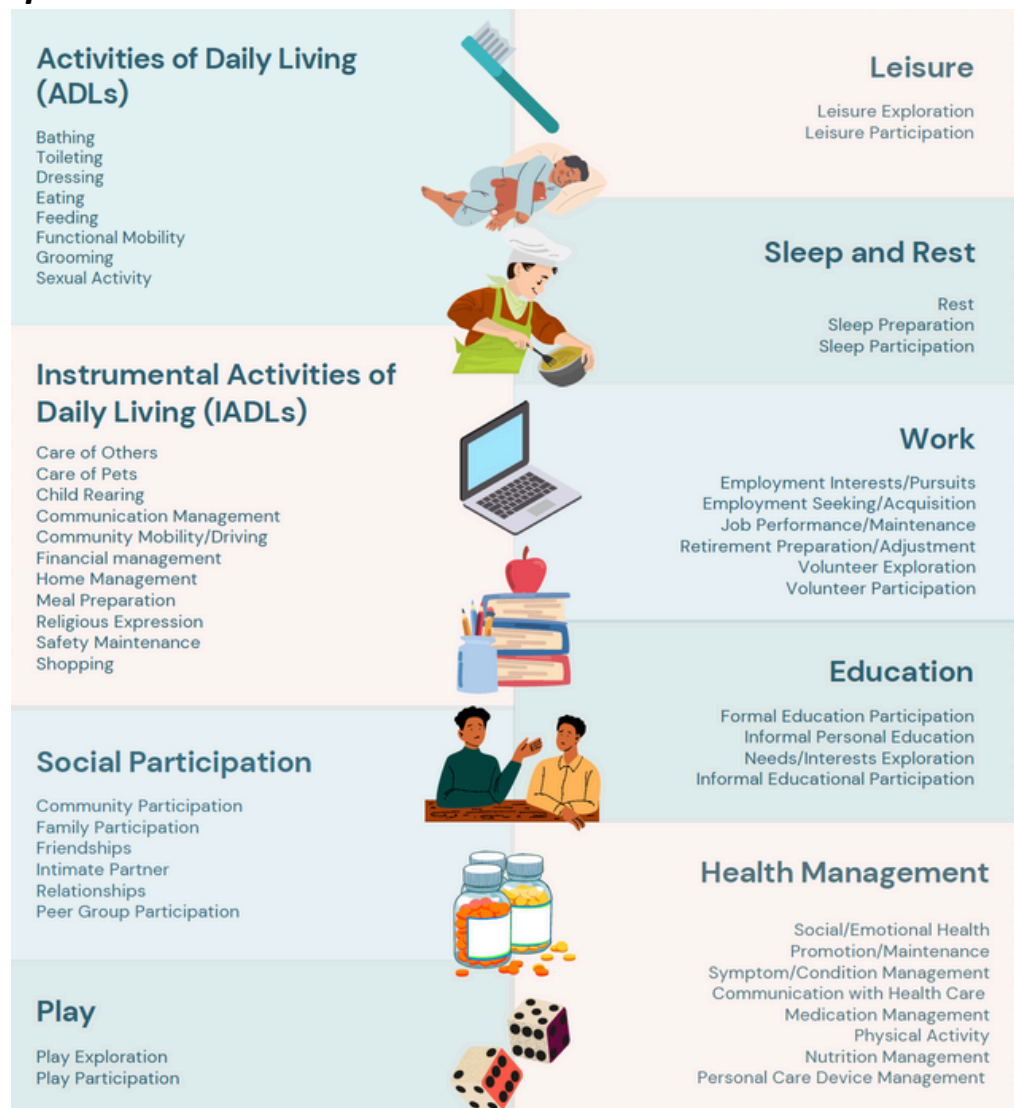 Activities of Daily Living
(ADLs)
Bathing
Toileting
Dressing
Eating
Feeding
Functional Mobility
Grooming
Sexual Activity
Instrumental Activities of
Daily Living (IADLs)
Care of Others
Care of Pets
Child Rearing
Communication Management
Community Mobility/Driving
Financial management
Home Management
Meal Preparation
Religious Expression
Safety Maintenance
Shopping
Social Participation
Community Participation
Family Participation
Friendships
Intimate Partner
Relationships
Peer Group Participation
Play
Play Exploration
Play Participation
Leisure
Leisure Exploration
Leisure Participation
Sleep and Rest
Rest
Sleep Preparation
Sleep Participation
Work
Employment Interests/Pursuits
Employment Seeking/Acquisition
Job Performance/Maintenance
Retirement Preparation/Adjustment
Volunteer Exploration
Volunteer Participation
Education
Formal Education Participation
Informal Personal Education
Needs/Interests Exploration
Informal Educational Participation
Health Management
Social/Emotional Health
Promotion/Maintenance
Symptom/Condition Management
Communication with Health Care
Medication Management
Physical Activity
Nutrition Management
Personal Care Device Management